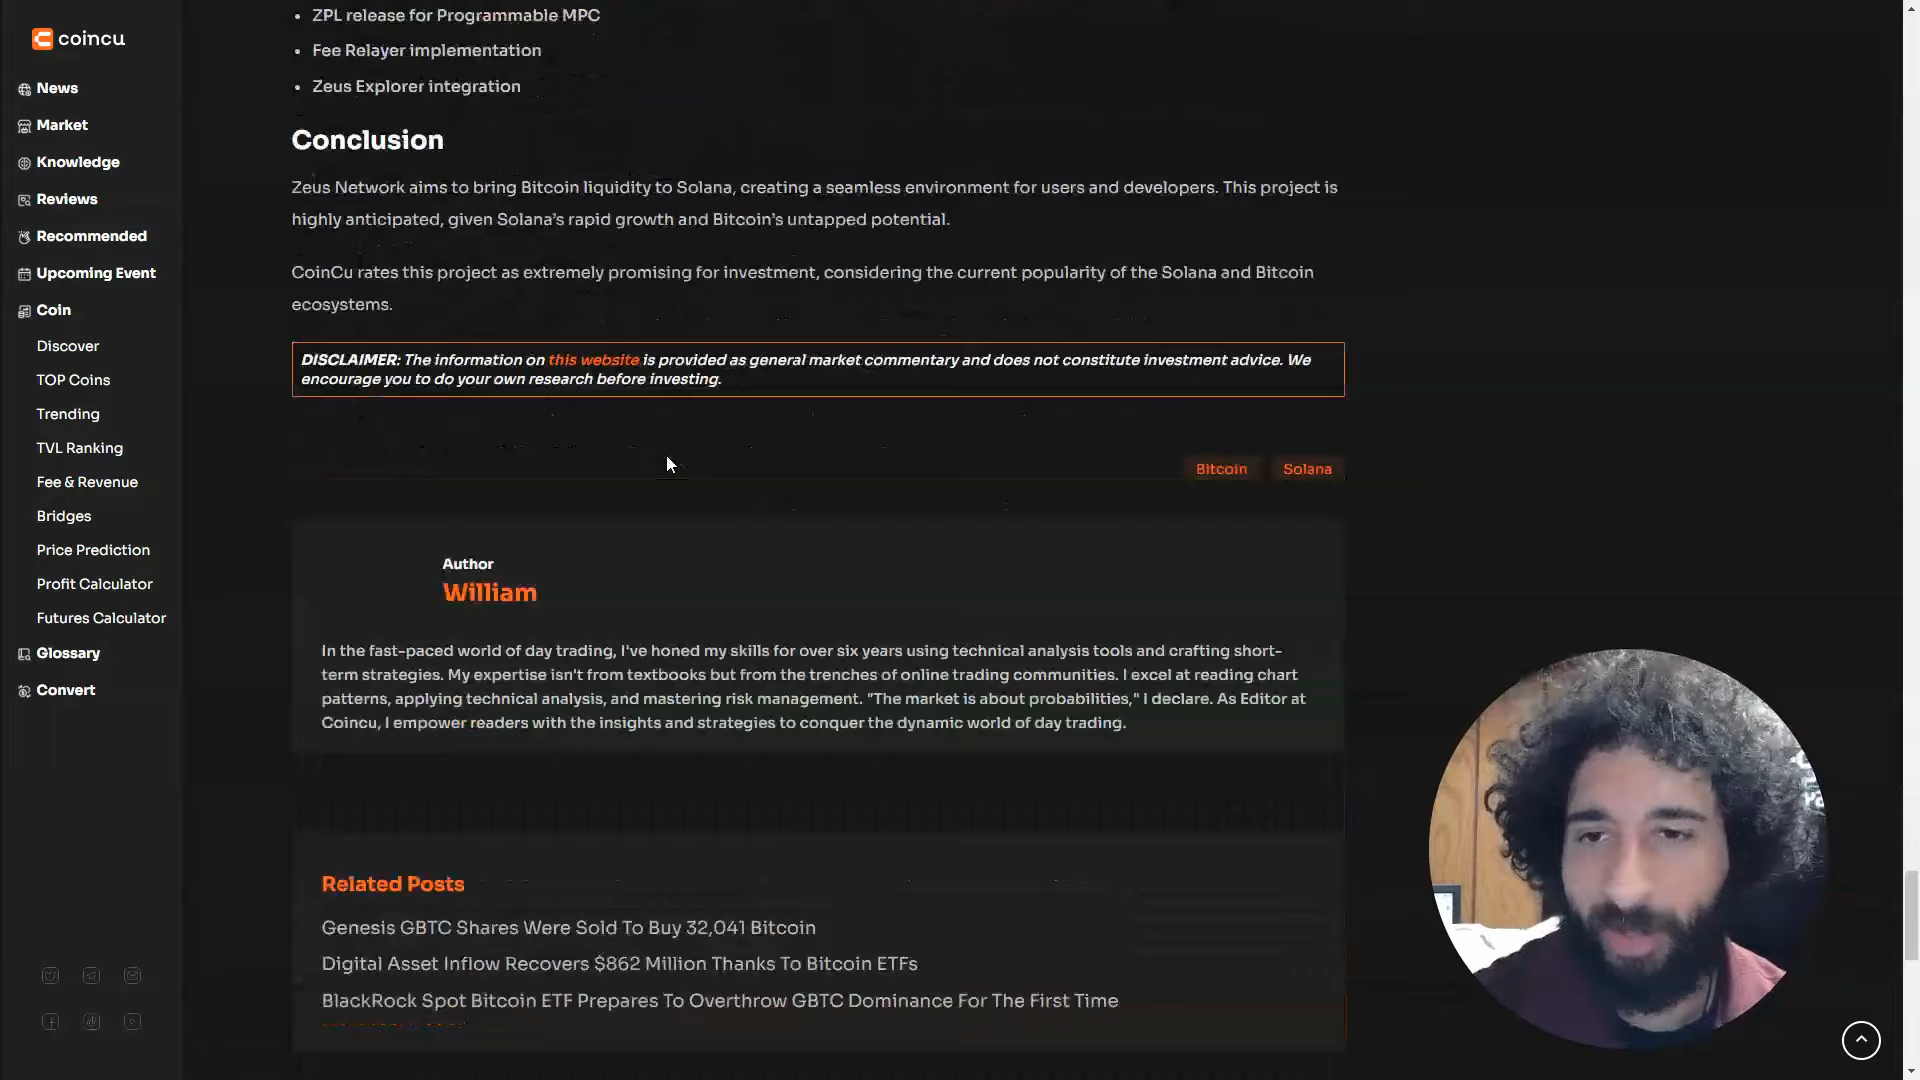 coincu
News
Market
Knowledge
Reviews
Recommended
Upcoming Event
Coin
Discover
TOP Coins
Trending
TVL Ranking
Fee & Revenue
Bridges
Price Prediction
Profit Calculator
Futures Calculator
Glossary
Convert
ZPL release for Programmable MPC
Fee Relayer implementation
Zeus Explorer integration
Conclusion
Zeus Network aims to bring Bitcoin liquidity to Solana, creating a seamless environment for users and developers. This project is
highly anticipated, given Solana's rapid growth and Bitcoin's untapped potential.
CoinCu rates this project as extremely promising for investment, considering the current popularity of the Solana and Bitcoin
ecosystems.
DISCLAIMER: The information on this website is provided as general market commentary and does not constitute investment advice. We
encourage you to do your own research before investing.
Bitcoin Solana
Author
William
In the fast-paced world of day trading, I've honed my skills for over six years using technical analysis tools and crafting short-
term strategies. My expertise isn't from textbooks but from the trenches of online trading communities. I excel at reading chart
patterns, applying technical analysis, and mastering risk management. "The market is about probabilities," I declare. As Editor at
Coincu, I empower readers with the insights and strategies to conquer the dynamic world of day trading.
Related Posts
Genesis GBTC Shares Were Sold To Buy 32,041 Bitcoin
Digital Asset Inflow Recovers $862 Million Thanks To Bitcoin ETFs
BlackRock Spot Bitcoin ETF Prepares To Overthrow GBTC Dominance For The First Time